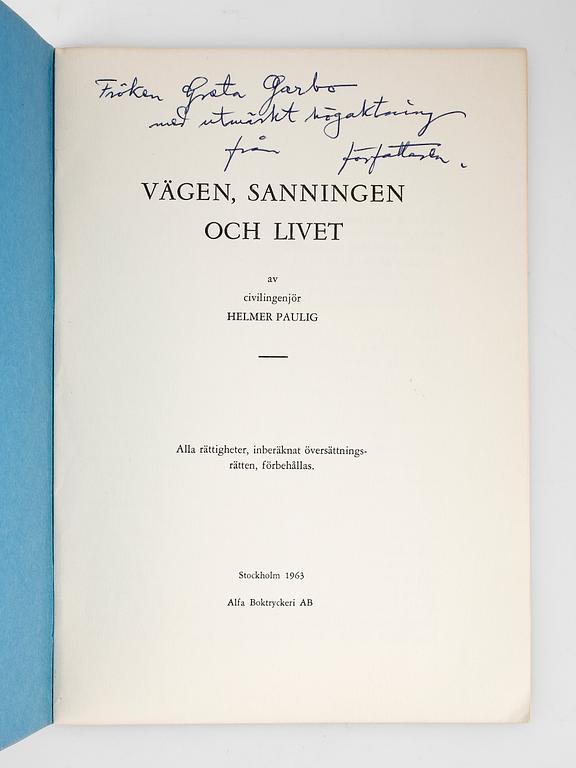 Fröken Greta Garbo
med utmärkt högaktning
från författaren.
VÄGEN, SANNINGEN
OCH LIVET
av
civilingenjör
HELMER PAULIG
Alla rättigheter, inberäknat översättnings-
rätten, förbehållas.
Stockholm 1963
Alfa Boktryckeri AB